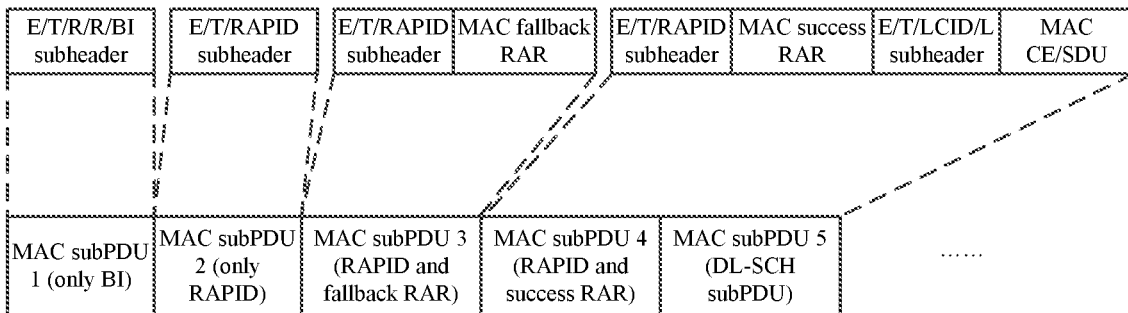 E/T/R/R/BI
subheader
E/T/RAPID
subheader
E/T/RAPID
subheader
MAC fallback
RAR
E/T/RAPID
subheader
MAC success
RAR
E/T/LCID/L
subheader
MAC
CE/SDU
MAC subPDU
1 (only BI)
MAC subPDU
2 (only
RAPID)
MAC subPDU 3
(RAPID and
fallback RAR)
MAC subPDU 4
(RAPID and
success RAR)
MAC subPDU 5
(DL-SCH
subPDU)
......